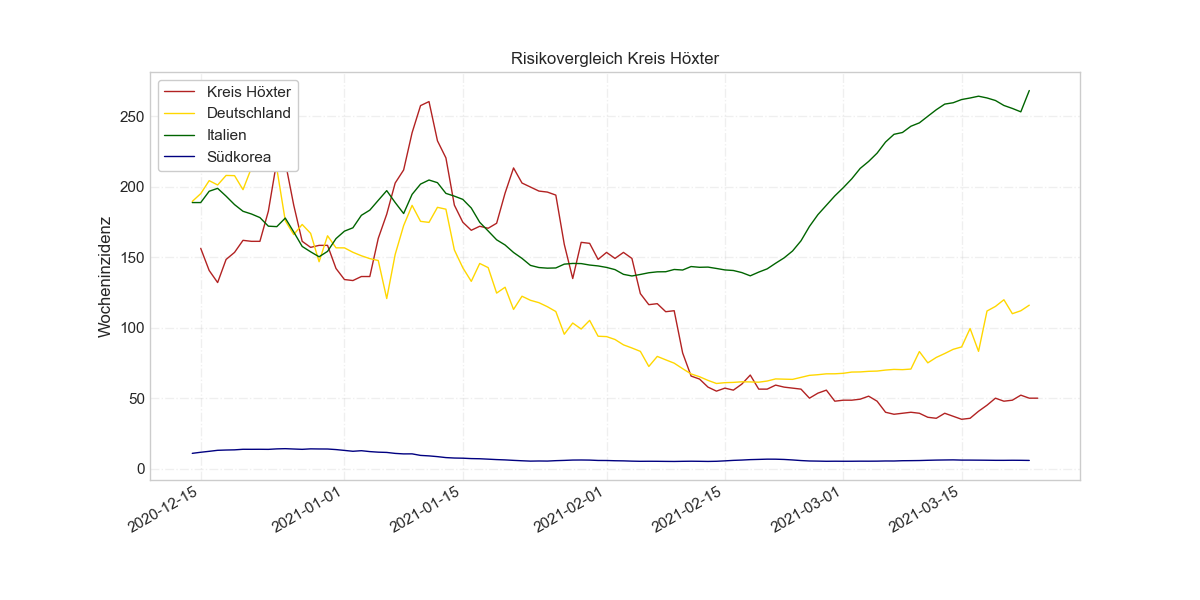 Risikovergleich Kreis Höxter
Kreis Höxter
Deutschland
Italien
Südkorea
Wocheninzidenz
250
200
150
100
50
0
2020-12-15
2021-01-01
2021-01-15
2021-02-01
2021-02-15
2021-03-01
2021-03-15